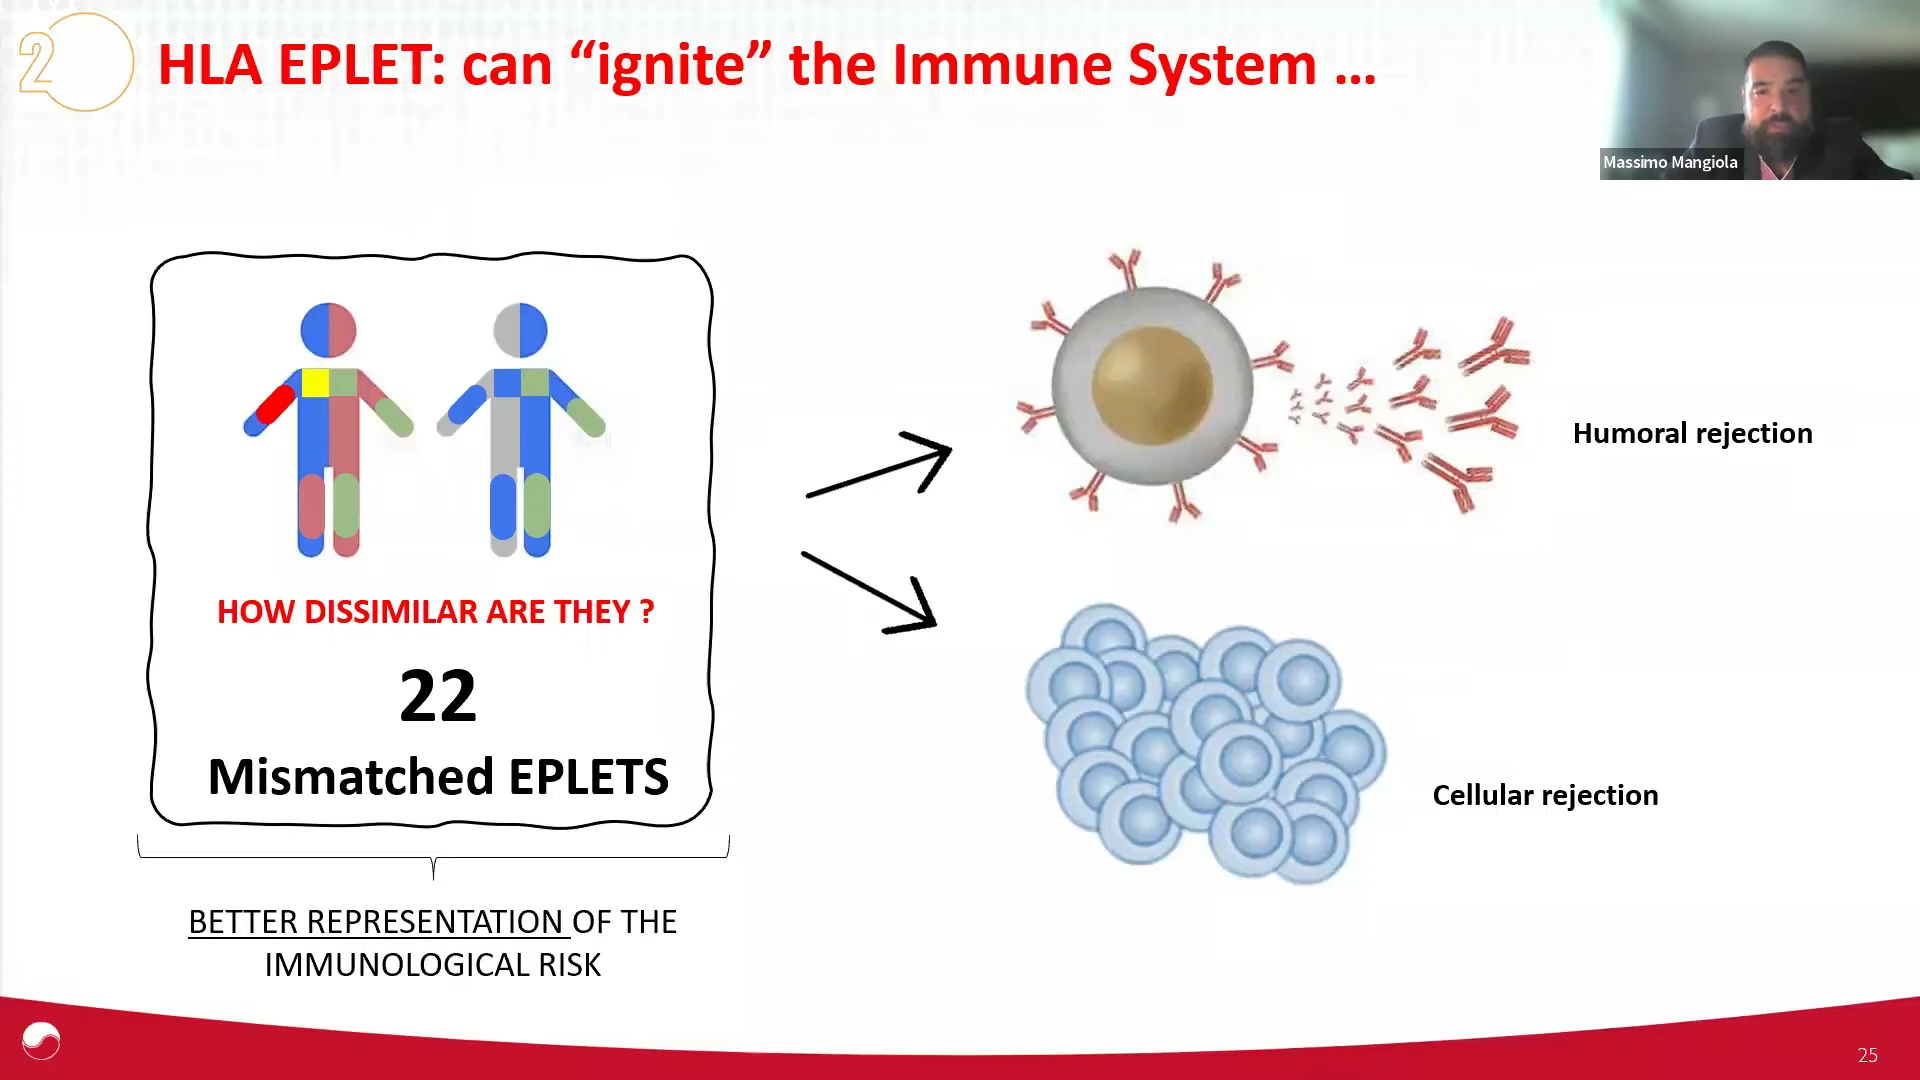 2
HLA EPLET: can “ignite” the Immune System ...
Massimo Mangiola
Humoral rejection
HOW DISSIMILAR ARE THEY ?
22
Mismatched EPLETS
Cellular rejection
BETTER REPRESENTATION OF THE
IMMUNOLOGICAL RISK
25